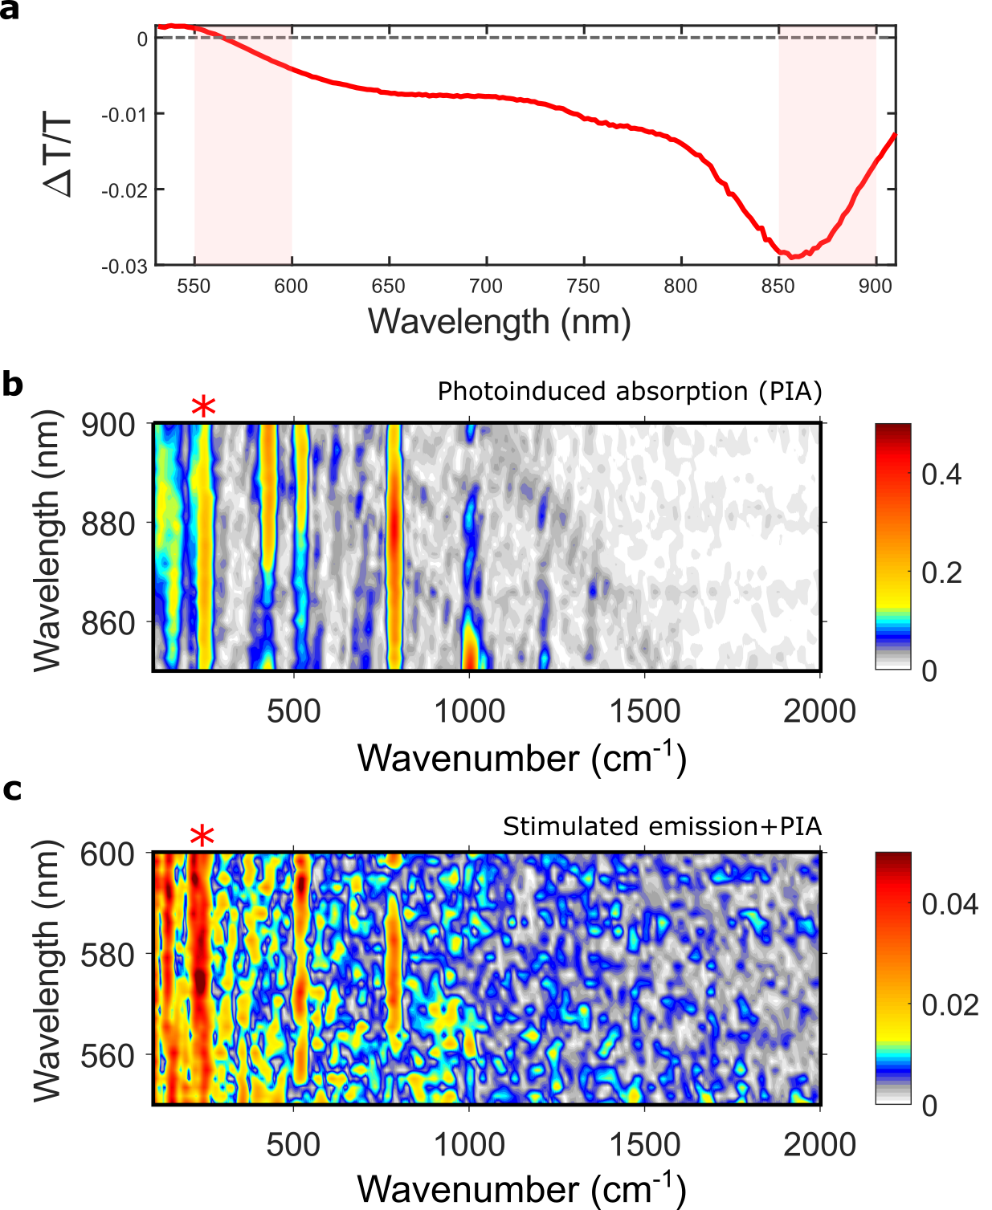 a
0
-0.01
-0.02
-0.03
ΔT/T
550 600 650 700 750 800 850 900
Wavelength (nm)
b
Photoinduced absorption (PIA)
*
900
880
860
Wavelength (nm)
0.4
0.2
0
500 1000 1500 2000
Wavenumber (cm-1)
c
Stimulated emission+PIA
*
600
580
560
Wavelength (nm)
0.04
0.02
0
500 1000 1500 2000
Wavenumber (cm-1)